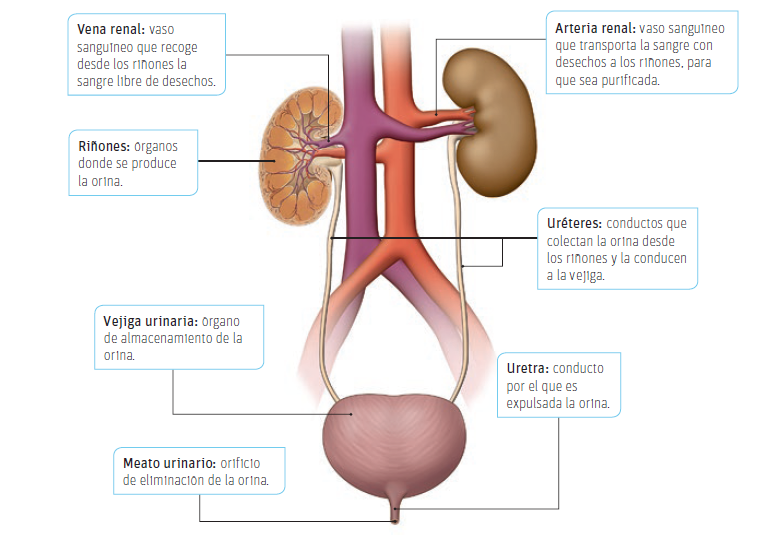 Vena renal: vaso
sanguíneo que recoge
desde los riñones la
sangre libre de desechos.
Arteria renal: vaso sanguíneo
que transporta la sangre con
desechos a los riñones, para
que sea purificada.
Riñones: órganos
donde se produce
la orina.
Uréteres: conductos que
colectan la orina desde
los riñones y la conducen
a la vejiga.
Vejiga urinaria: órgano
de almacenamiento de la
orina.
Uretra: conducto
por el que es
expulsada la orina.
Meato urinario: orificio
de eliminación de la orina.